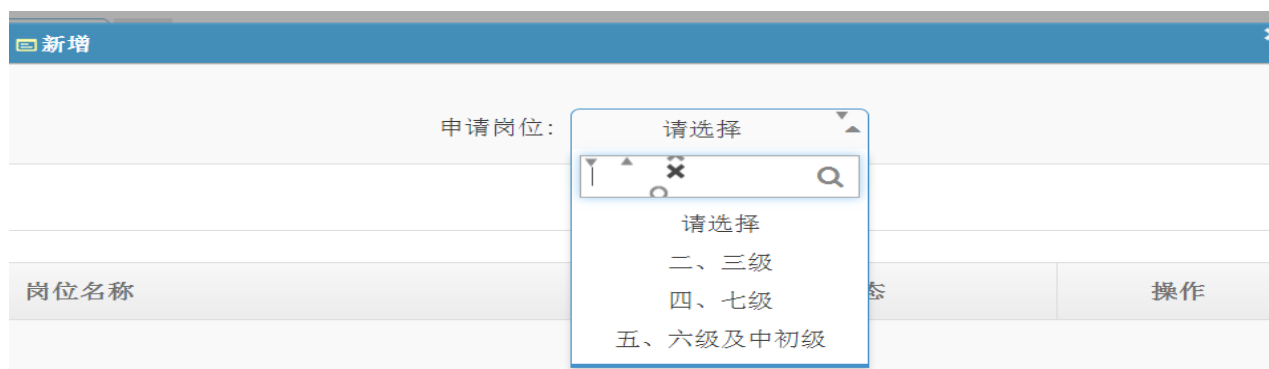 新增
申请岗位:
请选择
请选择
二、三级
四、七级
五、六级及中初级
岗位名称
态
操作